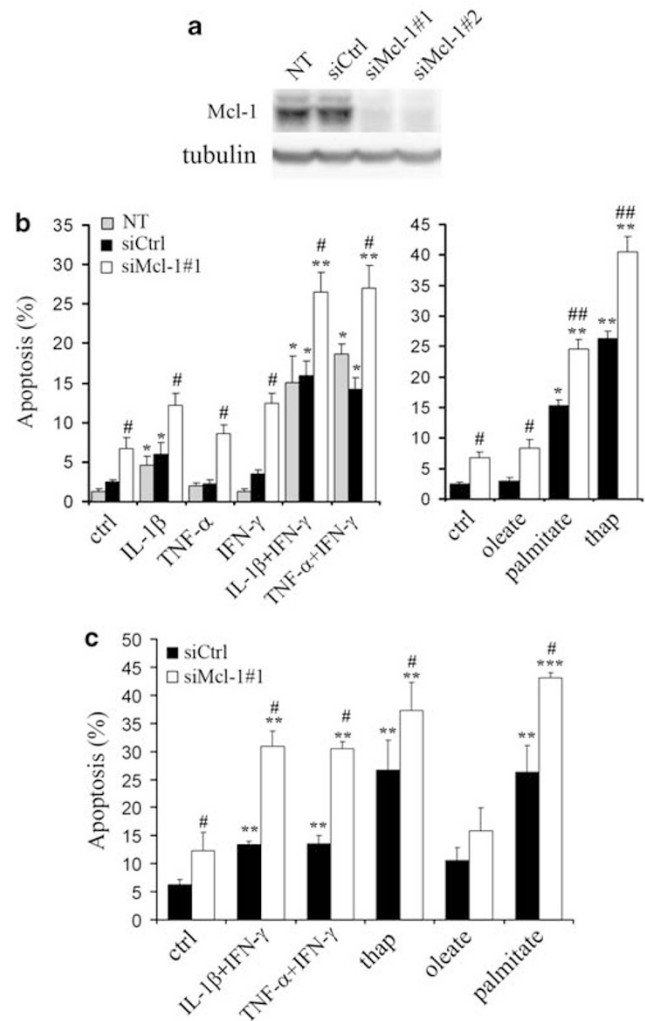 a
NT
siCtrl
siMcl-1#1
siMcl-1#2
Mcl-1
tubulin
b
35
30
25
20
15
10
5
0
Apoptosis (%)
NT
siCtrl
siMcl-1#1
#
*
*
#
#
#
*
*
#
**
*
*
#
**
ctrl
IL-1β
TNF-α
IFN-γ
IL-1β+IFN-γ
TNF-α+IFN-γ
45
40
35
30
25
20
15
10
5
0
#
#
*
##
**
**
##
**
ctrl
oleate
palmitate
thap
c
50
45
40
35
30
25
20
15
10
5
0
Apoptosis (%)
siCtrl
siMcl-1#1
#
**
#
**
**
#
**
**
#
**
**
#
***
ctrl
IL-1β+IFN-γ
TNF-α+IFN-γ
thap
oleate
palmitate